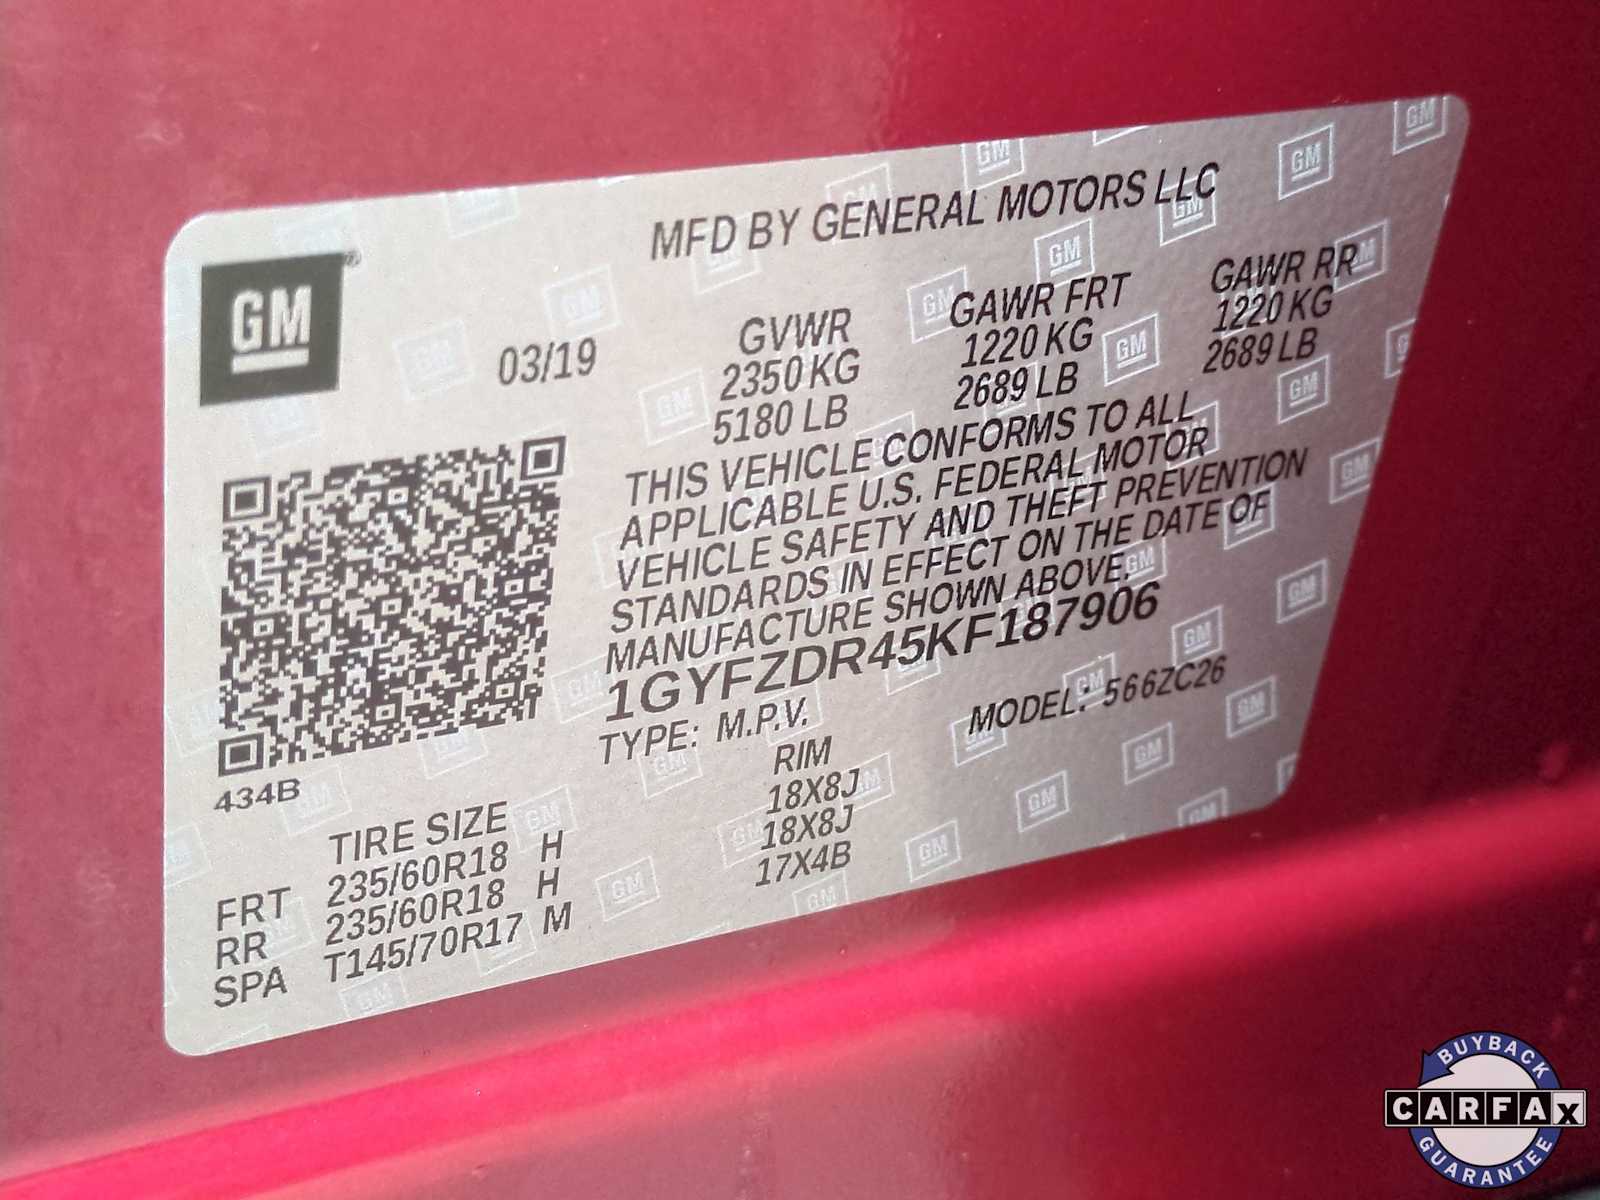 MFD BY GENERAL MOTORS LLC
GM®
03/19
GVWR GAWR FRT GAWR RR
2350 KG 1220 KG 1220 KG
5180 LB 2689 LB 2689 LB
THIS VEHICLE CONFORMS TO ALL
APPLICABLE U.S. FEDERAL MOTOR
VEHICLE SAFETY AND THEFT PREVENTION
STANDARDS IN EFFECT ON THE DATE OF
MANUFACTURE SHOWN ABOVE.
1GYFZDR45KF187906
TYPE: M.P.V. MODEL: 566ZC26
434B
TIRE SIZE RIM
FRT 235/60R18 H 18X8J
RR 235/60R18 H 18X8J
SPA T145/70R17 M 17X4B
BUYBACK
CARFAX
GUARANTEE